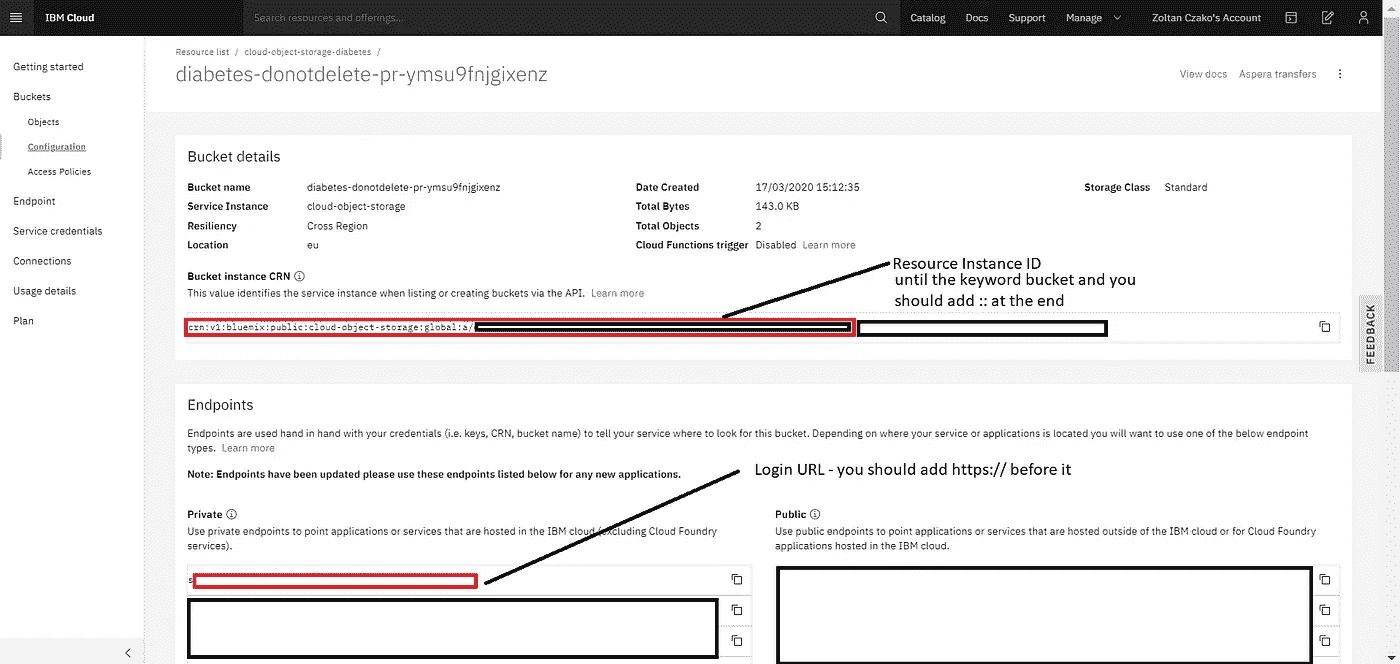 IBM Cloud
Search resources and offerings...
Catalog
Docs
Support
Manage
Zoltan Czako's Account
Resource list / cloud-object-storage-diabetes /
diabetes-donotdelete-pr-ymsu9fnjgixenz
View docs
Aspera transfers
Getting started
Buckets
Objects
Configuration
Access Policies
Endpoint
Service credentials
Connections
Usage details
Plan
Bucket details
Bucket name diabetes-donotdelete-pr-ymsu9fnjgixenz
Service Instance cloud-object-storage
Resiliency Cross Region
Location eu
Date Created 17/03/2020 15:12:35
Total Bytes 143.0 KB
Total Objects 2
Cloud Functions trigger Disabled Learn more
Storage Class Standard
Bucket instance CRN
This value identifies the service instance when listing or creating buckets via the API. Learn more
Resource Instance ID
until the keyword bucket and you
should add :: at the end
crn:v1:bluemix:public:cloud-object-storage:global:a/
FEEDBACK
Endpoints
Endpoints are used hand in hand with your credentials (i.e. keys, CRN, bucket name) to tell your service where to look for this bucket. Depending on where your service or applications is located you will want to use one of the below endpoint
types. Learn more
Note: Endpoints have been updated please use these endpoints listed below for any new applications.
Login URL - you should add https:// before it
Private
Use private endpoints to point applications or services that are hosted in the IBM cloud (excluding Cloud Foundry
services).
s
Public
Use public endpoints to point applications or services that are hosted outside of the IBM cloud or for Cloud Foundry
applications hosted in the IBM cloud.